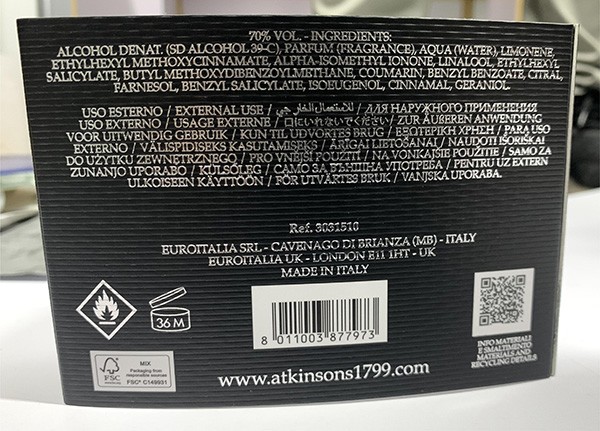 70% VOL. - INGREDIENTS:
ALCOHOL DENAT. (SD ALCOHOL 39-C), PARFUM (FRAGRANCE), AQUA (WATER), LIMONENE,
ETHYLHEXYL METHOXYCINNAMATE, ALPHA-ISOMETHYL IONONE, LINALOOL, ETHYLHEXYL
SALICYLATE, BUTYL METHOXYDIBENZOYLMETHANE, COUMARIN, BENZYL BENZOATE, CITRAL,
FARNESOL, BENZYL SALICYLATE, ISOEUGENOL, CINNAMAL, GERANIOL.
USO ESTERNO / EXTERNAL USE / للاستعمال الخارجي / ДЛЯ НАРУЖНОГО ПРИМЕНЕНИЯ
USO EXTERNO / USAGE EXTERNE / 口にいれないでください / ZUR ÄUßEREN ANWENDUNG
VOOR UITWENDIG GEBRUIK / KUN TIL UDVORTES BRUG / ΕΞΩΤΕΡΙΚΗ ΧΡΗΣΗ / PARA USO
EXTERNO / VÄLISPIDISEKS KASUTAMISEKS / ĀRĪGAI LIETOŠANAI / NAUDOTI IŠORIŠKAI
DO UŻYTKU ZEWNĘTRZNEGO / PRO VNĚJŠÍ POUŽITÍ / NA VONKAJŠIE POUŽITIE / SAMO ZA
ZUNANJO UPORABO / KÜLSŐLEG / САМО ЗА ВЪНШНА УПОТРЕБА / PENTRU UZ EXTERN
ULKOISEEN KÄYTTÖÖN / FÖR UTVÄRTES BRUK / VANJSKA UPORABA.
Ref. 3031510
EUROITALIA SRL - CAVENAGO DI BRIANZA (MB) - ITALY
EUROITALIA UK - LONDON E11 1HT - UK
MADE IN ITALY
36 M
8 011003 877973
INFO MATERIALI
E SMALTIMENTO
MATERIALS AND
RECYCLING DETAILS
FSC
MIX
Packaging from
responsible sources
FSC® C149931
www.atkinsons1799.com